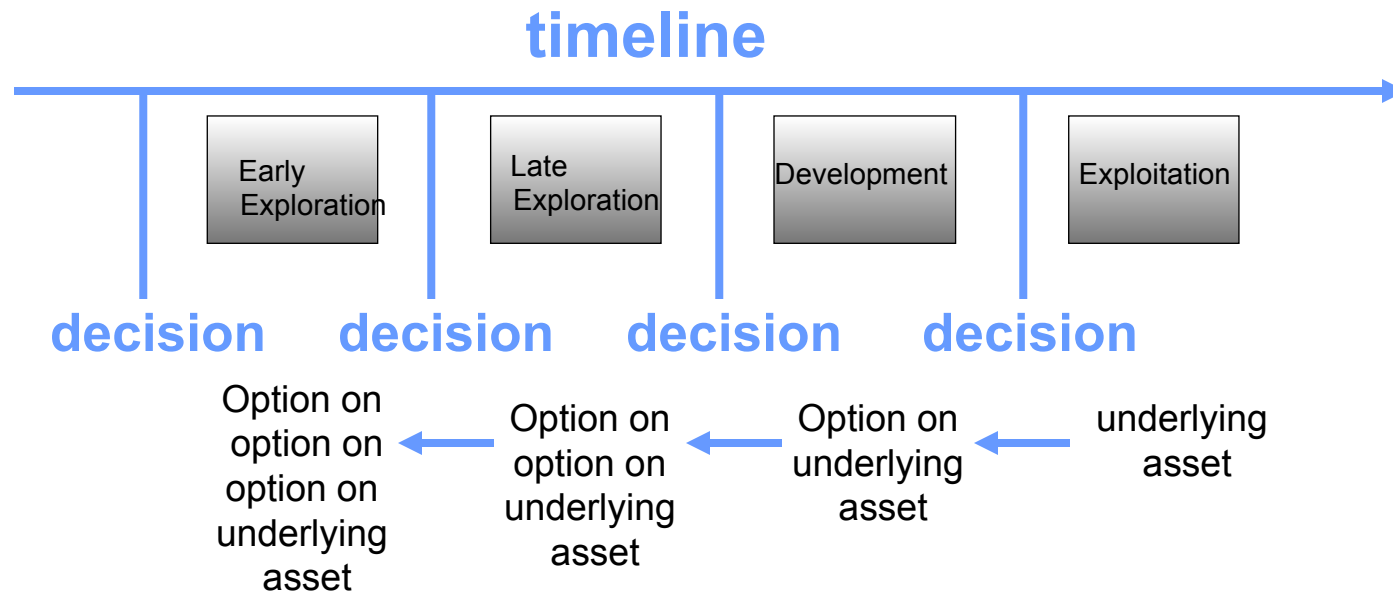 timeline
Early
Exploration
Late
Exploration
Development
Exploitation
decision
decision
decision
decision
Option on
option on
option on
underlying
asset
Option on
option on
underlying
asset
Option on
underlying
asset
underlying
asset